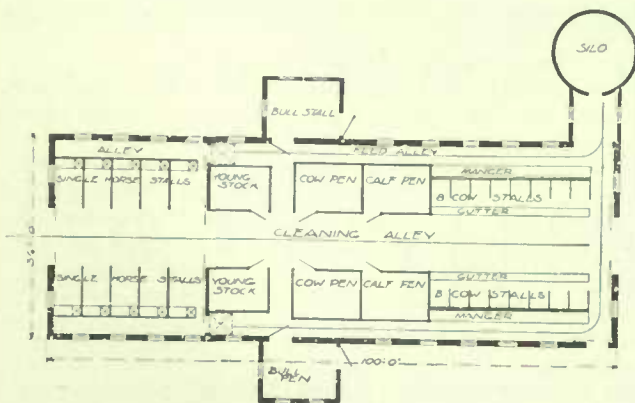 SILO
BULL STALL
ALLEY
FEED ALLEY
SINGLE HORSE STALLS
YOUNG STOCK
COW PEN
CALF PEN
MANGER
8 COW STALLS
GUTTER
CLEANING ALLEY
36'-0"
SINGLE HORSE STALLS
YOUNG STOCK
COW PEN
CALF PEN
GUTTER
8 COW STALLS
MANGER
100'-0"
BULL PEN